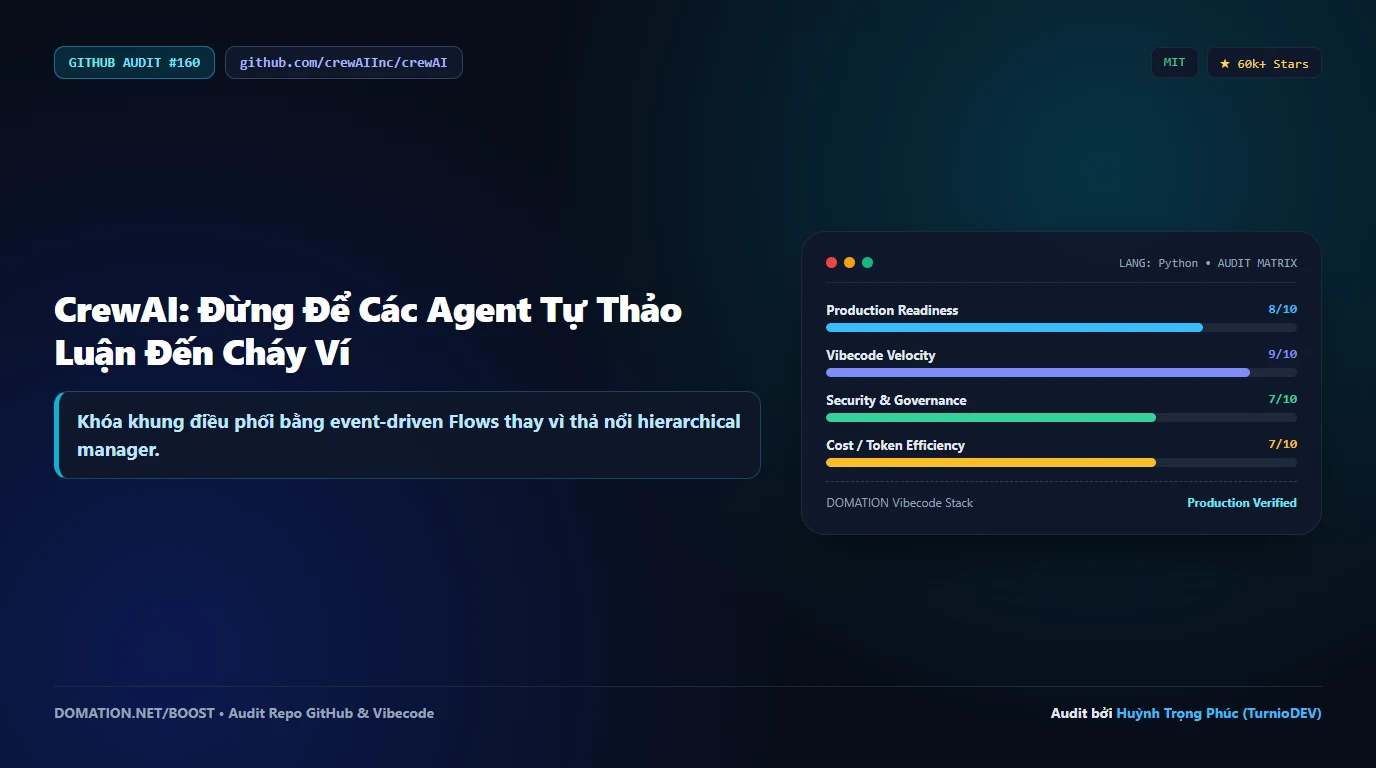 GITHUB AUDIT #160
github.com/crewAIInc/crewAI
MIT
★ 60k+ Stars
CrewAI: Đừng Để Các Agent Tự Thảo
Luận Đến Cháy Ví
Khóa khung điều phối bằng event-driven Flows thay vì thả nổi hierarchical
manager.
LANG: Python • AUDIT MATRIX
Production Readiness 8/10
Vibecode Velocity 9/10
Security & Governance 7/10
Cost / Token Efficiency 7/10
DOMATION Vibecode Stack Production Verified
DOMATION.NET/BOOST • Audit Repo GitHub & Vibecode
Audit bởi Huỳnh Trọng Phúc (TurnioDEV)